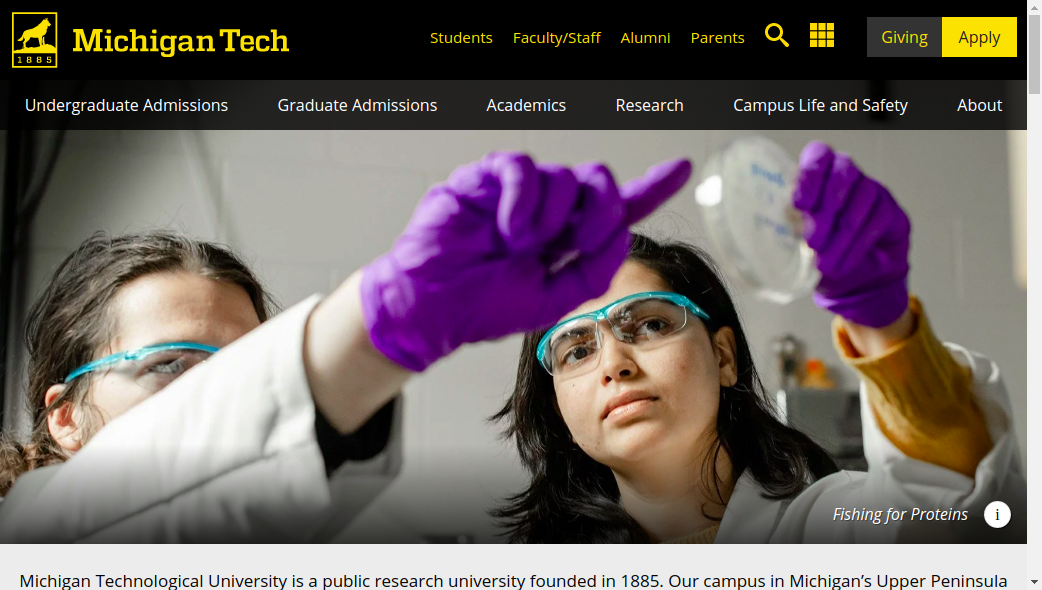 1885
Michigan Tech
Students Faculty/Staff Alumni Parents Giving Apply
Undergraduate Admissions Graduate Admissions Academics Research Campus Life and Safety About
Fishing for Proteins i
Michigan Technological University is a public research university founded in 1885. Our campus in Michigan’s Upper Peninsula